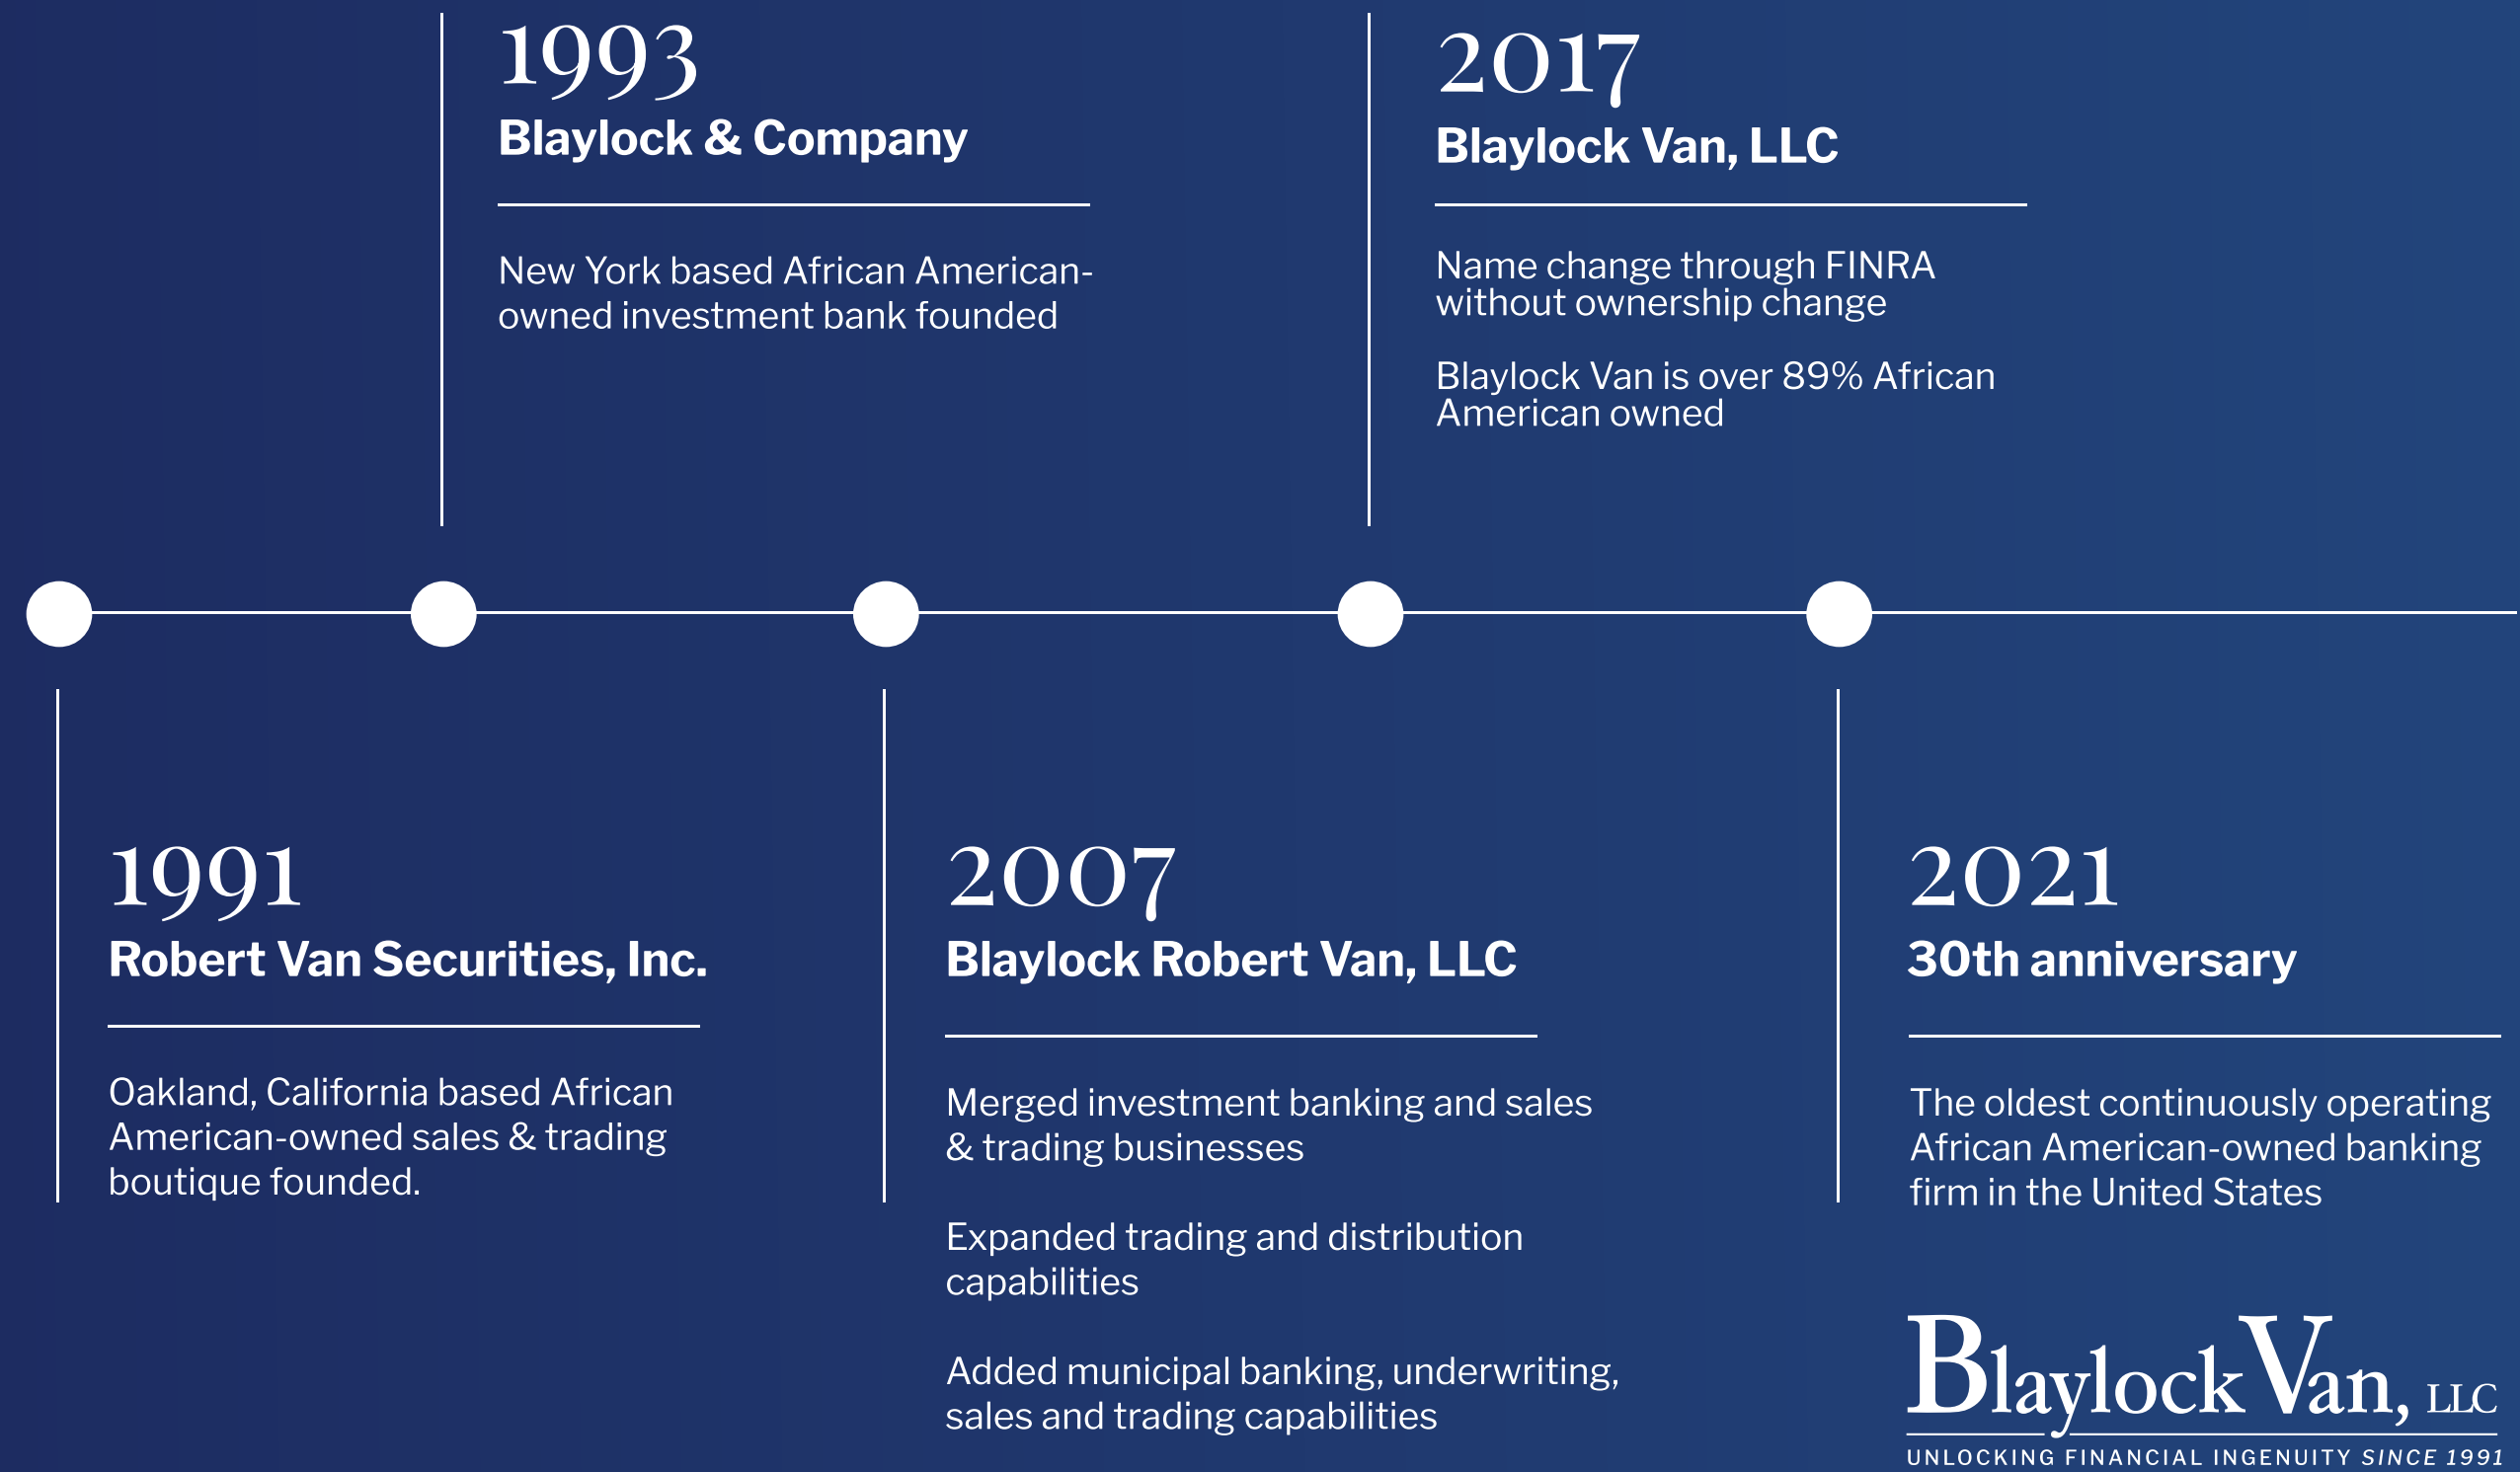 1993
Blaylock & Company
New York based African American-
owned investment bank founded
2017
Blaylock Van, LLC
Name change through FINRA
without ownership change
Blaylock Van is over 89% African
American owned
1991
Robert Van Securities, Inc.
Oakland, California based African
American-owned sales & trading
boutique founded.
2007
Blaylock Robert Van, LLC
Merged investment banking and sales
& trading businesses
Expanded trading and distribution
capabilities
Added municipal banking, underwriting,
sales and trading capabilities
2021
30th anniversary
The oldest continuously operating
African American-owned banking
firm in the United States
BlaylockVan, LLC
UNLOCKING FINANCIAL INGENUITY SINCE 1991